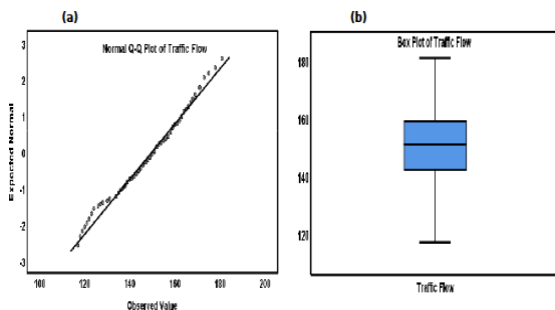 (a)
Normal Q-Q Plot of Traffic Flow
3
2
1
0
-1
-2
-3
Expected Normal
100 120 140 160 180 200
Observed Value
(b)
Box Plot of Traffic Flow
180
160
140
120
Traffic Flow